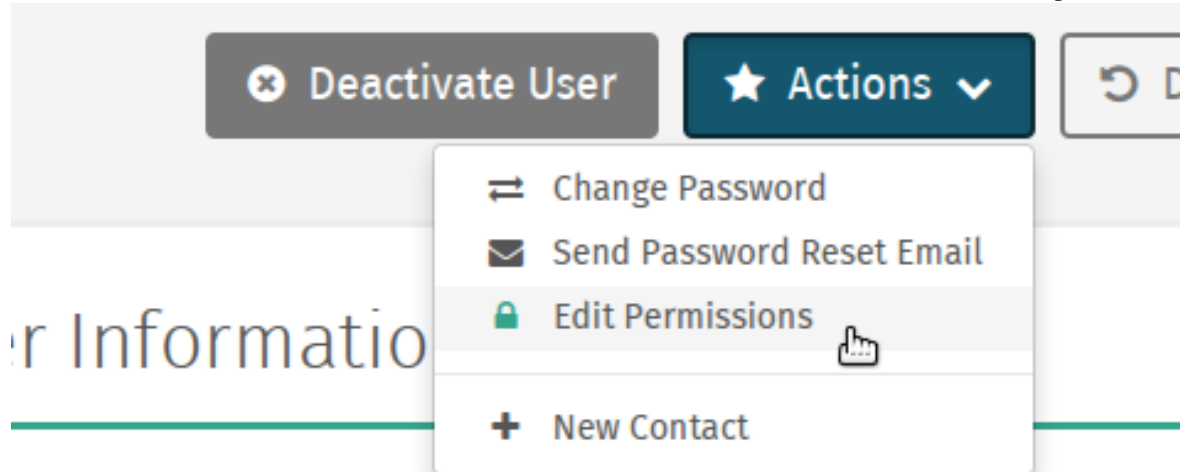 Deactivate User
Actions
Change Password
Send Password Reset Email
Edit Permissions
New Contact
Informatio